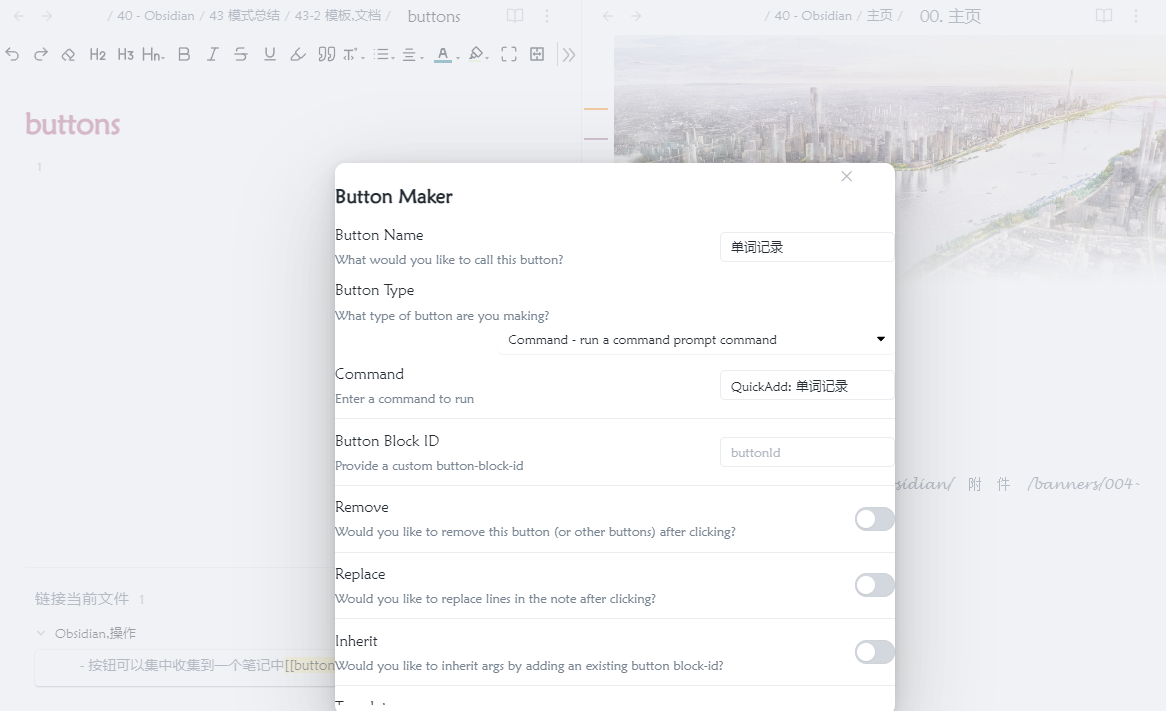 / 40 - Obsidian / 43 模式总结 / 43-2 模板,文档 / buttons
/ 40 - Obsidian / 主页 / 00. 主页
H2 H3 Hn B I S U A
buttons
1
Button Maker
Button Name
单词记录
What would you like to call this button?
Button Type
What type of button are you making?
Command - run a command prompt command
Command
QuickAdd: 单词记录
Enter a command to run
Button Block ID
buttonId
Provide a custom button-block-id
sidian/ 附 件 /banners/004-
Remove
Would you like to remove this button (or other buttons) after clicking?
Replace
Would you like to replace lines in the note after clicking?
链接当前文件 1
Obsidian,操作
Inherit
- 按钮可以集中收集到一个笔记中[[button
Would you like to inherit args by adding an existing button block-id?